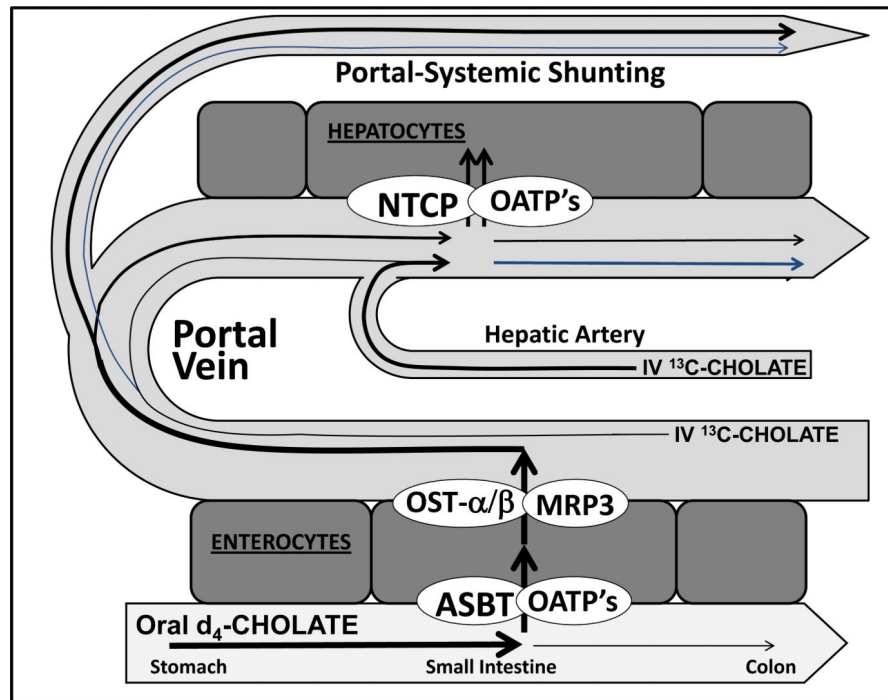 Portal-Systemic Shunting
HEPATOCYTES
NTCP
OATP's
Portal
Vein
Hepatic Artery
IV ¹³C-CHOLATE
IV ¹³C-CHOLATE
OST-α/β
MRP3
ENTEROCYTES
ASBT
OATP's
Oral d₄-CHOLATE
Stomach
Small Intestine
Colon